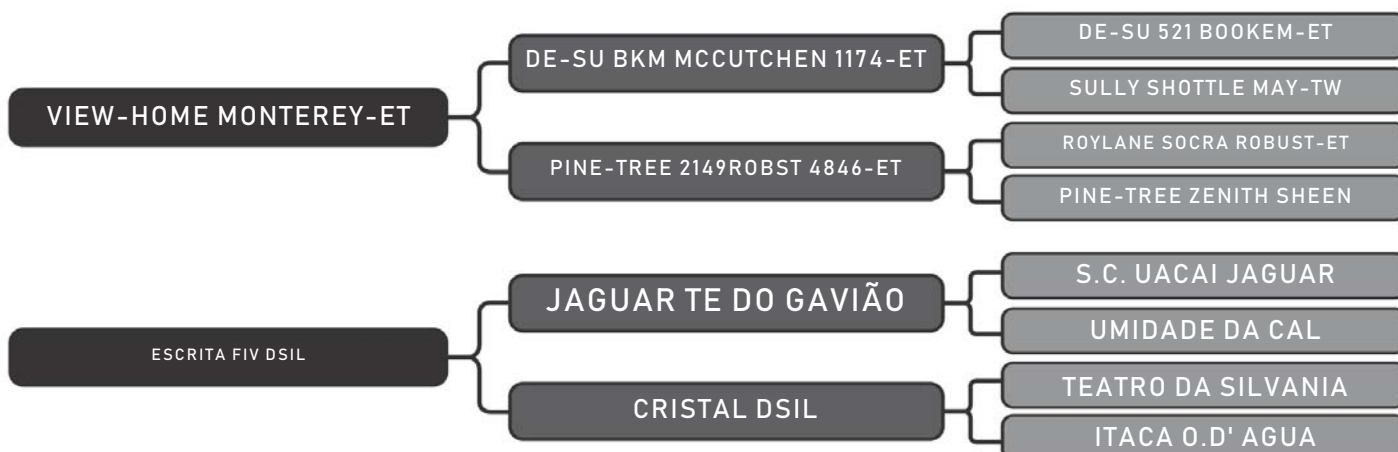 VIEW-HOME MONTEREY-ET
DE-SU BKM MCCUTCHEN 1174-ET
DE-SU 521 BOOKEM-ET
SULLY SHOTTLE MAY-TW
PINE-TREE 2149ROBST 4846-ET
ROYLANE SOCRA ROBUST-ET
PINE-TREE ZENITH SHEEN
ESCRITA FIV DSIL
JAGUAR TE DO GAVIÃO
S.C. UACAI JAGUAR
UMIDADE DA CAL
CRISTAL DSIL
TEATRO DA SILVANIA
ITACA O.D' AGUA